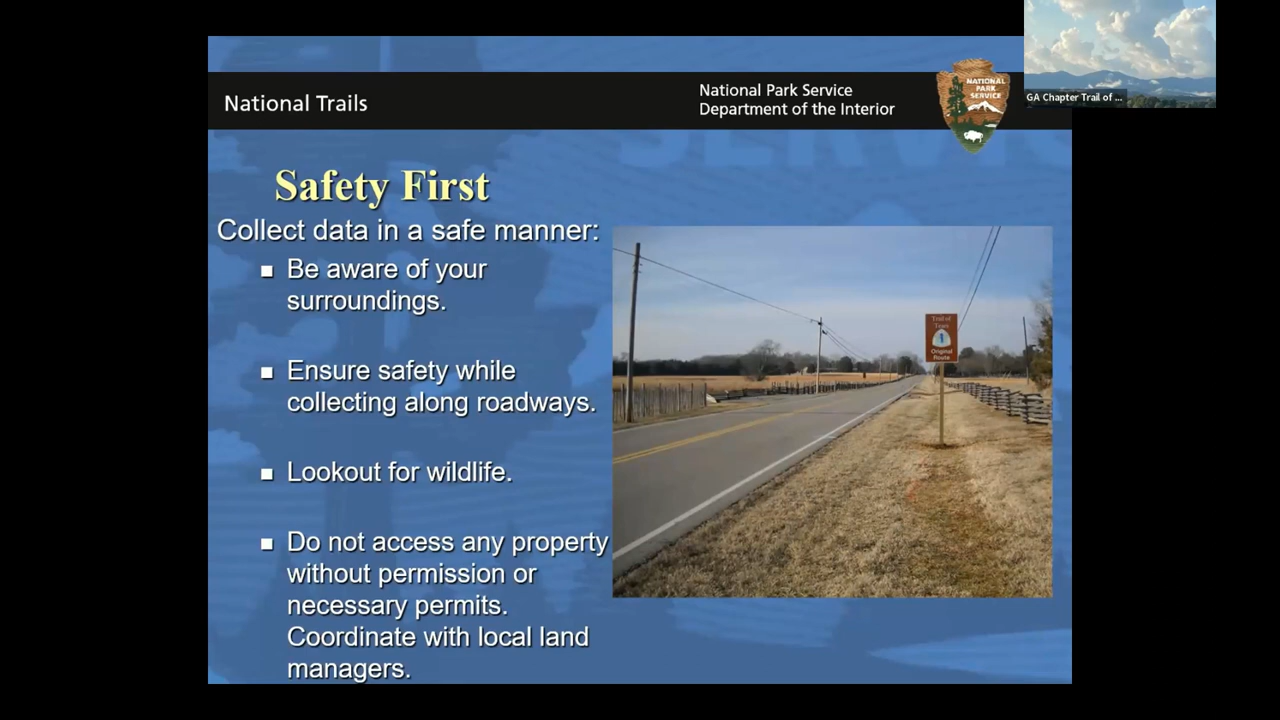 National Trails
National Park Service
Department of the Interior
NATIONAL
PARK
SERVICE
GA Chapter Trail of ...
Safety First
Collect data in a safe manner:
Be aware of your
surroundings.
Ensure safety while
collecting along roadways.
Lookout for wildlife.
Do not access any property
without permission or
necessary permits.
Coordinate with local land
managers.
Trail of
Tears
Original
Route